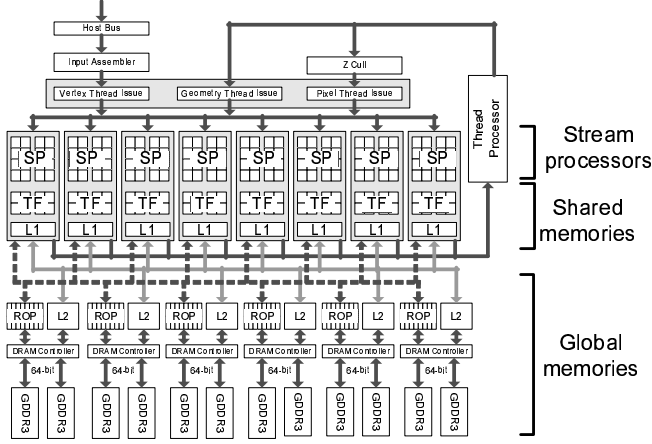 Host Bus
Input Assembler
Z Cull
Vertex Thread Issue
Geometry Thread Issue
Pixel Thread Issue
Thread
Processor
Stream
processors
SP SP SP SP SP SP SP SP
TF TF TF TF TF TF TF TF
L1 L1 L1 L1 L1 L1 L1 L1
Shared
memories
ROP L2 ROP L2 ROP L2 ROP L2 ROP L2 ROP L2
DRAM Controller DRAM Controller DRAM Controller DRAM Controller DRAM Controller DRAM Controller
64-bit 64-bit 64-bit 64-bit 64-bit 64-bit
GDDR3 GDDR3 GDDR3 GDDR3 GDDR3 GDDR3 GDDR3 GDDR3 GDDR3 GDDR3 GDDR3 GDDR3
Global
memories